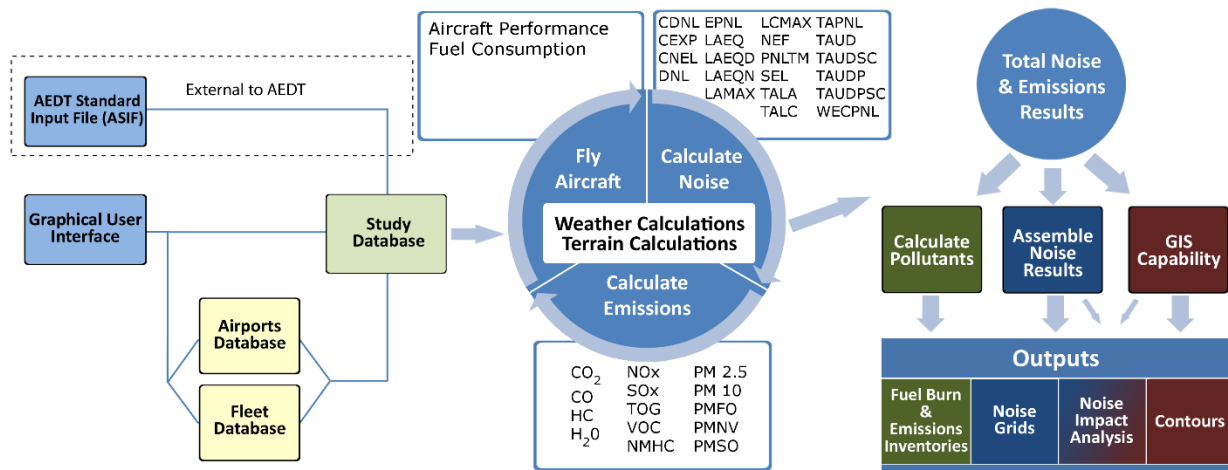 External to AEDT
AEDT Standard
Input File (ASIF)
Graphical User
Interface
Airports
Database
Fleet
Database
Study
Database
Aircraft Performance
Fuel Consumption
CDNL EPNL LCMAX TAPNL
CEXP LAEQ NEF TAUD
CNEL LAEQD PNLTM TAUDSC
DNL LAEQN SEL TAUDP
LAMAX TALA TAUDPSC
TALC WECPNL
Fly
Aircraft
Calculate
Noise
Weather Calculations
Terrain Calculations
Calculate
Emissions
CO2 NOx PM 2.5
CO SOx PM 10
HC TOG PMFO
H20 VOC PMNV
NMHC PMSO
Total Noise
& Emissions
Results
Calculate
Pollutants
Assemble
Noise
Results
GIS
Capability
Outputs
Fuel Burn
&
Emissions
Inventories
Noise
Grids
Noise
Impact
Analysis
Contours